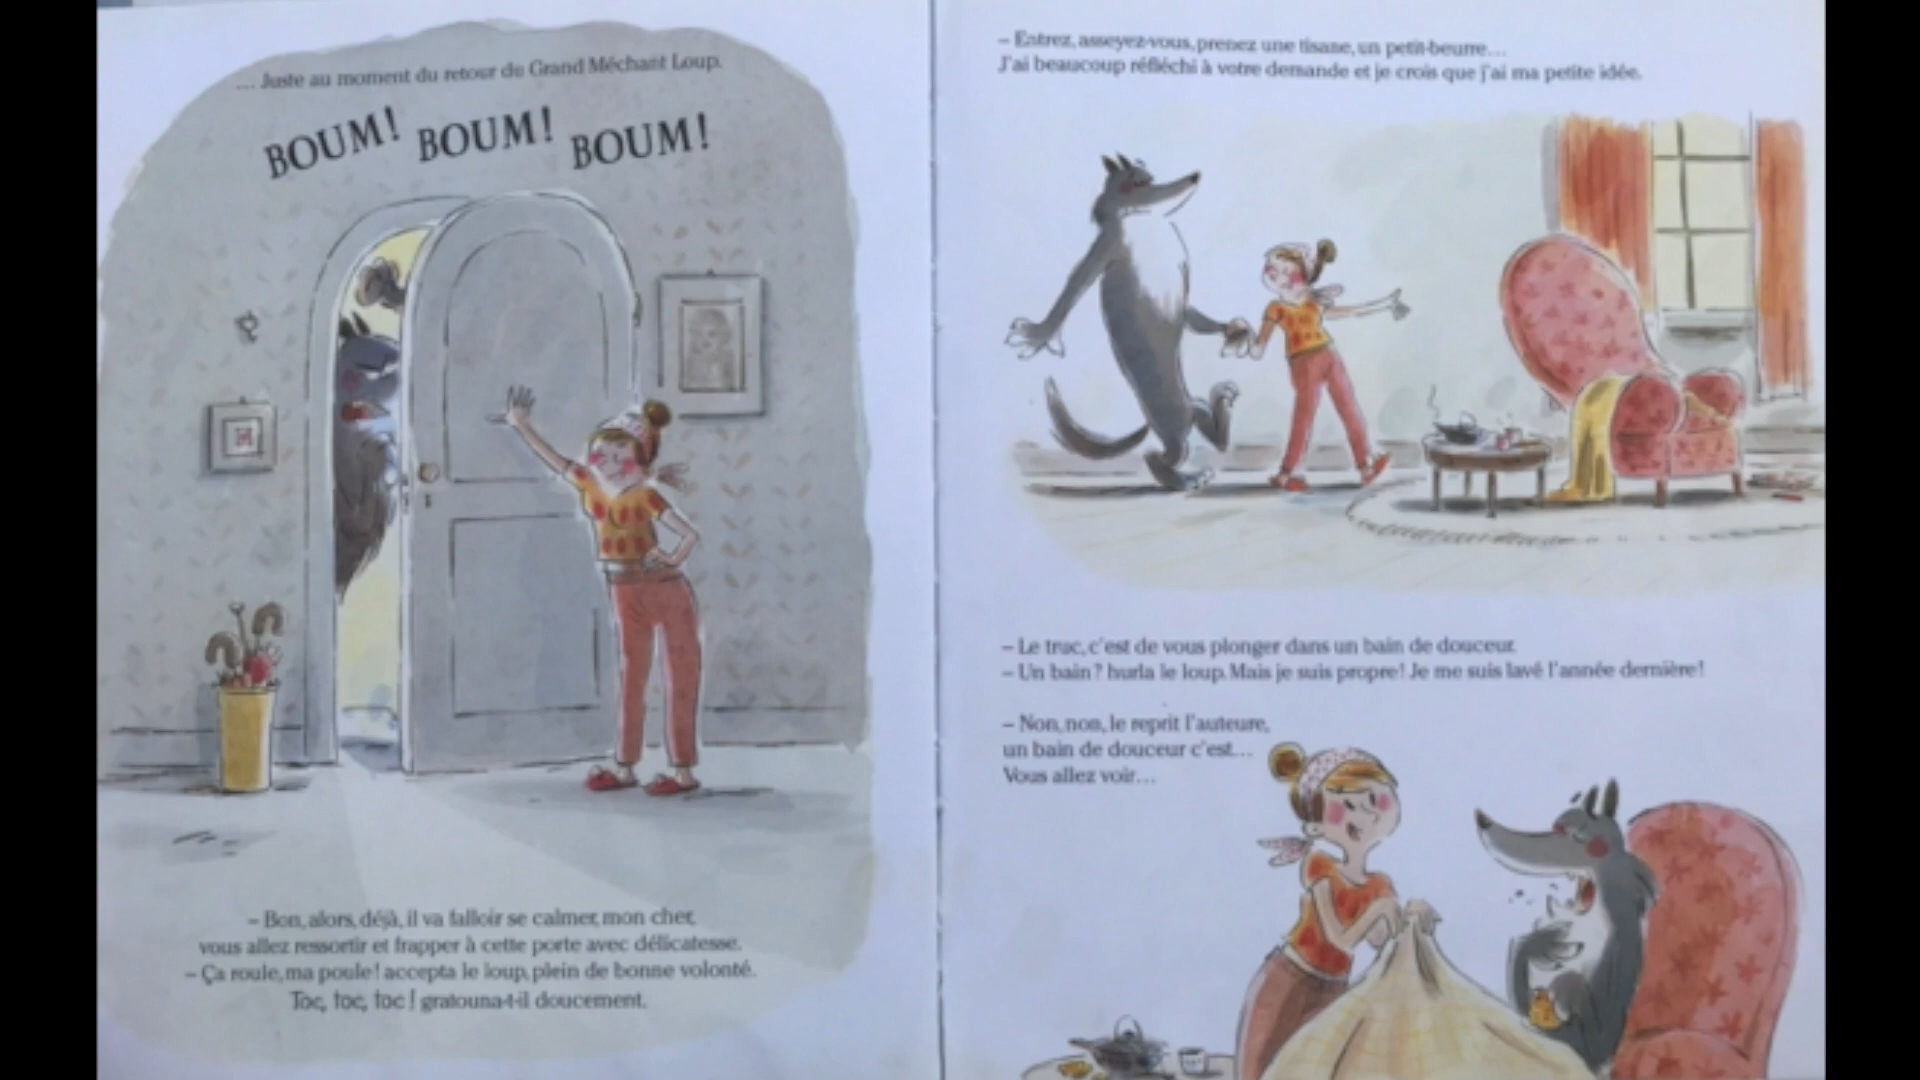 … Juste au moment du retour du Grand Méchant Loup.
BOUM! BOUM! BOUM!
– Bon, alors, déjà, il va falloir se calmer, mon cher,
vous allez ressortir et frapper à cette porte avec délicatesse.
– Ça roule, ma poule! accepta le loup, plein de bonne volonté.
Toc, toc, toc! gratouna-t-il doucement.
– Entrez, asseyez-vous, prenez une tisane, un petit-beurre…
J'ai beaucoup réfléchi à votre demande et je crois que j'ai ma petite idée.
– Le truc, c'est de vous plonger dans un bain de douceur.
– Un bain? hurla le loup. Mais je suis propre! Je me suis lavé l'année dernière!
– Non, non, le reprit l'auteure,
un bain de douceur c'est…
Vous allez voir…